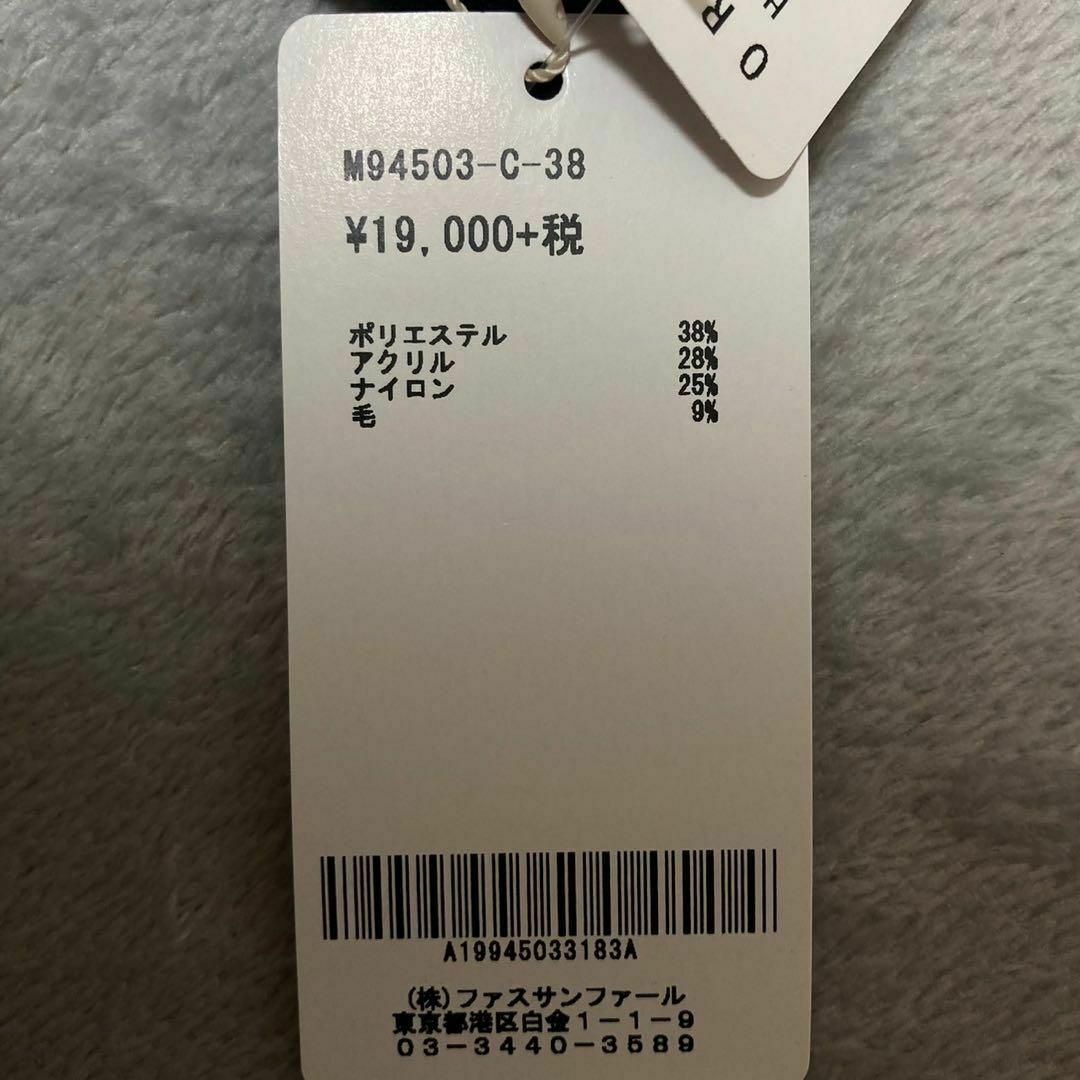 M94503-C-38
¥19,000+税
ポリエステル 38%
アクリル 28%
ナイロン 25%
毛 9%
A19945033183A
(株)ファスサンファール
東京都港区白金1-1-9
03-3440-3589